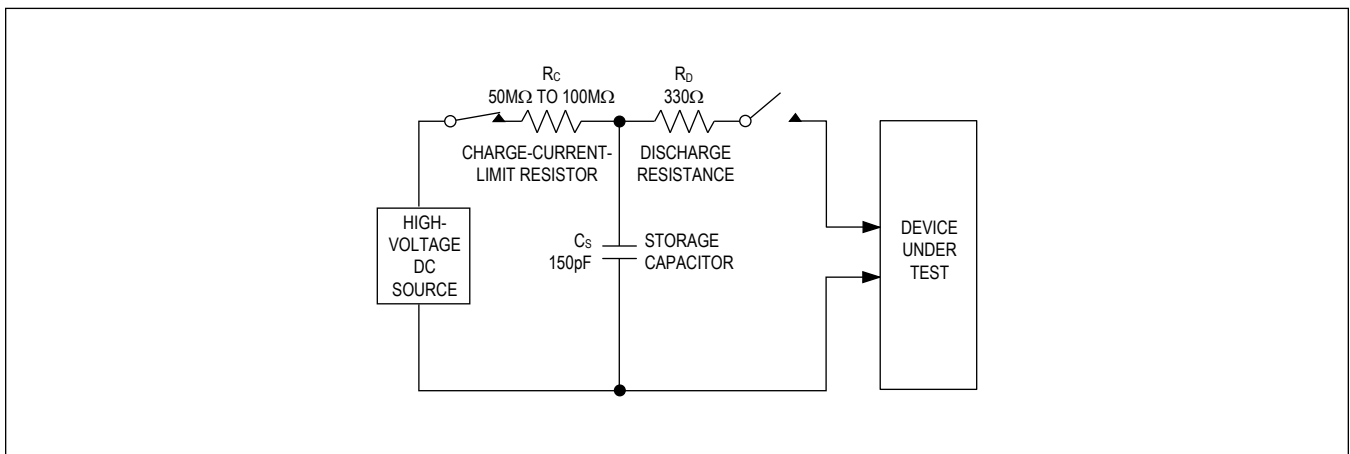 RC
50MΩ TO 100MΩ
CHARGE-CURRENT-
LIMIT RESISTOR
RD
330Ω
DISCHARGE
RESISTANCE
HIGH-
VOLTAGE
DC
SOURCE
CS
150pF
STORAGE
CAPACITOR
DEVICE
UNDER
TEST